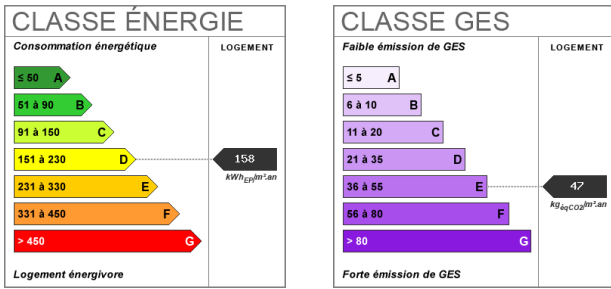 CLASSE ÉNERGIE
Consommation énergétique
LOGEMENT
≤ 50 A
51 à 90 B
91 à 150 C
151 à 230 D
158
kWhEP/m².an
231 à 330 E
331 à 450 F
> 450 G
Logement énergivore
CLASSE GES
Faible émission de GES
LOGEMENT
≤ 5 A
6 à 10 B
11 à 20 C
21 à 35 D
36 à 55 E
47
kgéqCO2/m².an
56 à 80 F
> 80 G
Forte émission de GES